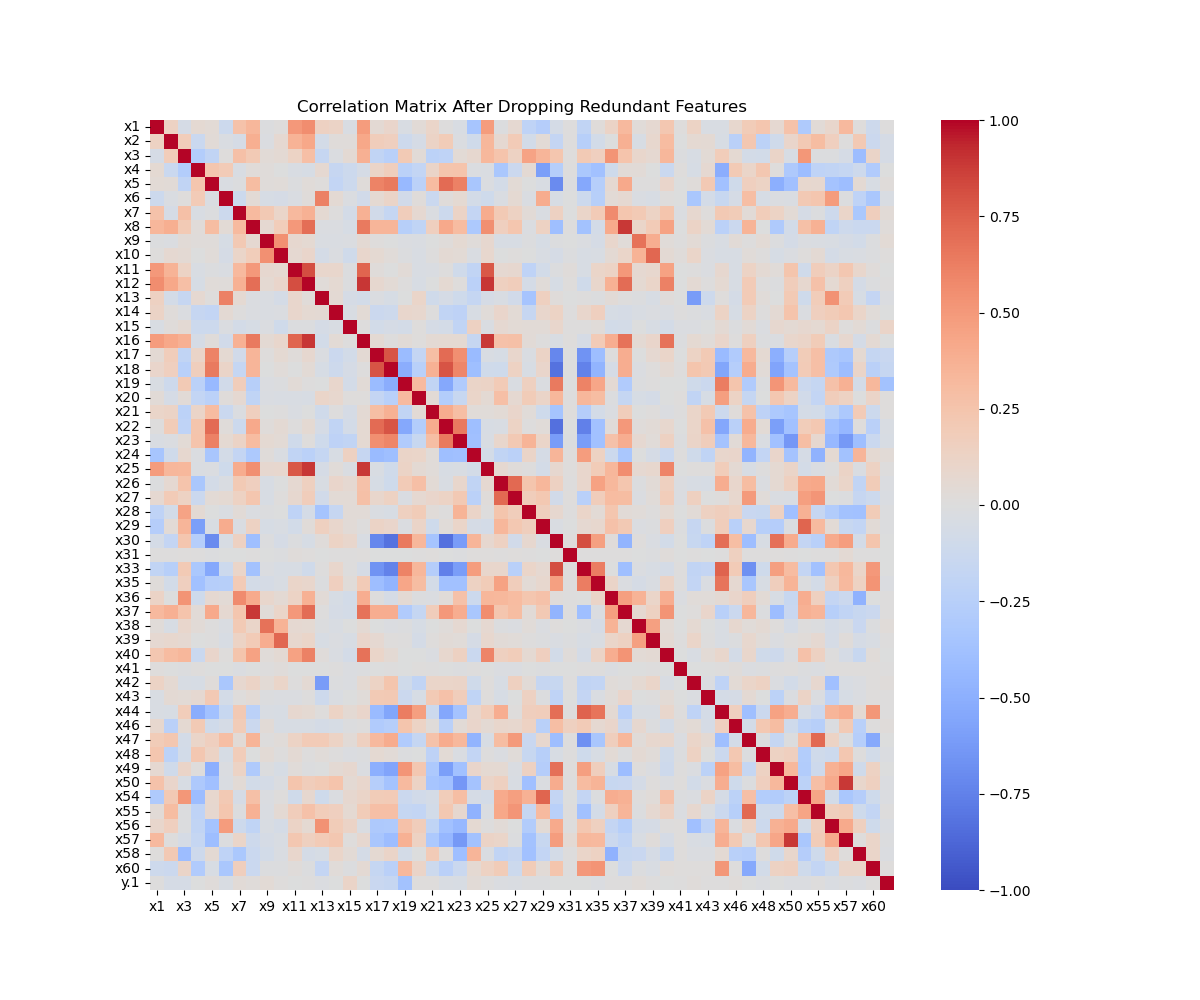 Correlation Matrix After Dropping Redundant Features
x1
x2
x3
x4
x5
x6
x7
x8
x9
x10
x11
x12
x13
x14
x15
x16
x17
x18
x19
x20
x21
x22
x23
x24
x25
x26
x27
x28
x29
x30
x31
x33
x35
x36
x37
x38
x39
x40
x41
x42
x43
x44
x46
x47
x48
x49
x50
x54
x55
x56
x57
x58
x60
y.1
x1 x3 x5 x7 x9 x11 x13 x15 x17 x19 x21 x23 x25 x27 x29 x31 x35 x37 x39 x41 x43 x46 x48 x50 x55 x57 x60
1.00
0.75
0.50
0.25
0.00
−0.25
−0.50
−0.75
−1.00